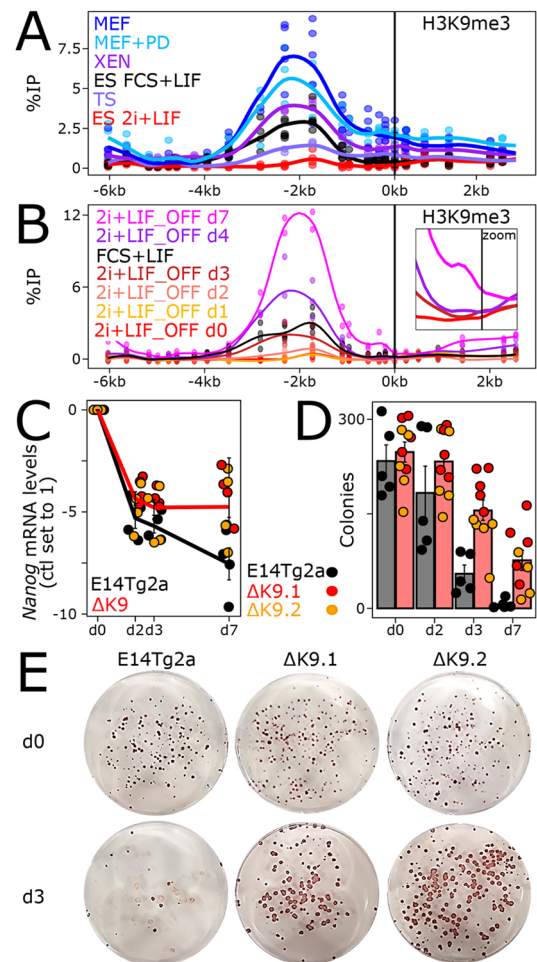 A
H3K9me3
MEF
MEF+PD
XEN
ES FCS+LIF
TS
ES 2i+LIF
%IP
7.5
5
2.5
0
-6kb
-4kb
-2kb
0kb
2kb
B
H3K9me3
zoom
2i+LIF_OFF d7
2i+LIF_OFF d4
FCS+LIF
2i+LIF_OFF d3
2i+LIF_OFF d2
2i+LIF_OFF d1
2i+LIF_OFF d0
%IP
12
6
0
-6kb
-4kb
-2kb
0kb
2kb
C
Nanog mRNA levels
(ctl set to 1)
0
-5
-10
E14Tg2a
ΔK9
d0
d2
d3
d7
D
Colonies
300
0
E14Tg2a
ΔK9.1
ΔK9.2
d0
d2
d3
d7
E
E14Tg2a
ΔK9.1
ΔK9.2
d0
d3